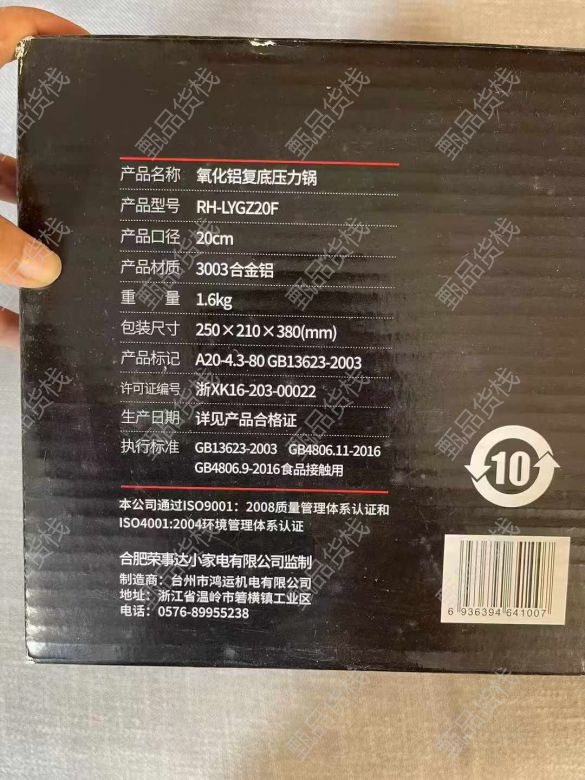 产品名称 氧化铝复底压力锅
产品型号 RH-LYGZ20F
产品口径 20cm
产品材质 3003合金铝
重 量 1.6kg
包装尺寸 250×210×380(mm)
产品标记 A20-4.3-80 GB13623-2003
许可证编号 浙XK16-203-00022
生产日期 详见产品合格证
执行标准 GB13623-2003 GB4806.11-2016
GB4806.9-2016食品接触用
10
本公司通过ISO9001：2008质量管理体系认证和
ISO4001:2004环境管理体系认证
合肥荣事达小家电有限公司监制
制造商：台州市鸿运机电有限公司
地址：浙江省温岭市箬横镇工业区
电话：0576-89955238
6 936394 641007
甄品货栈